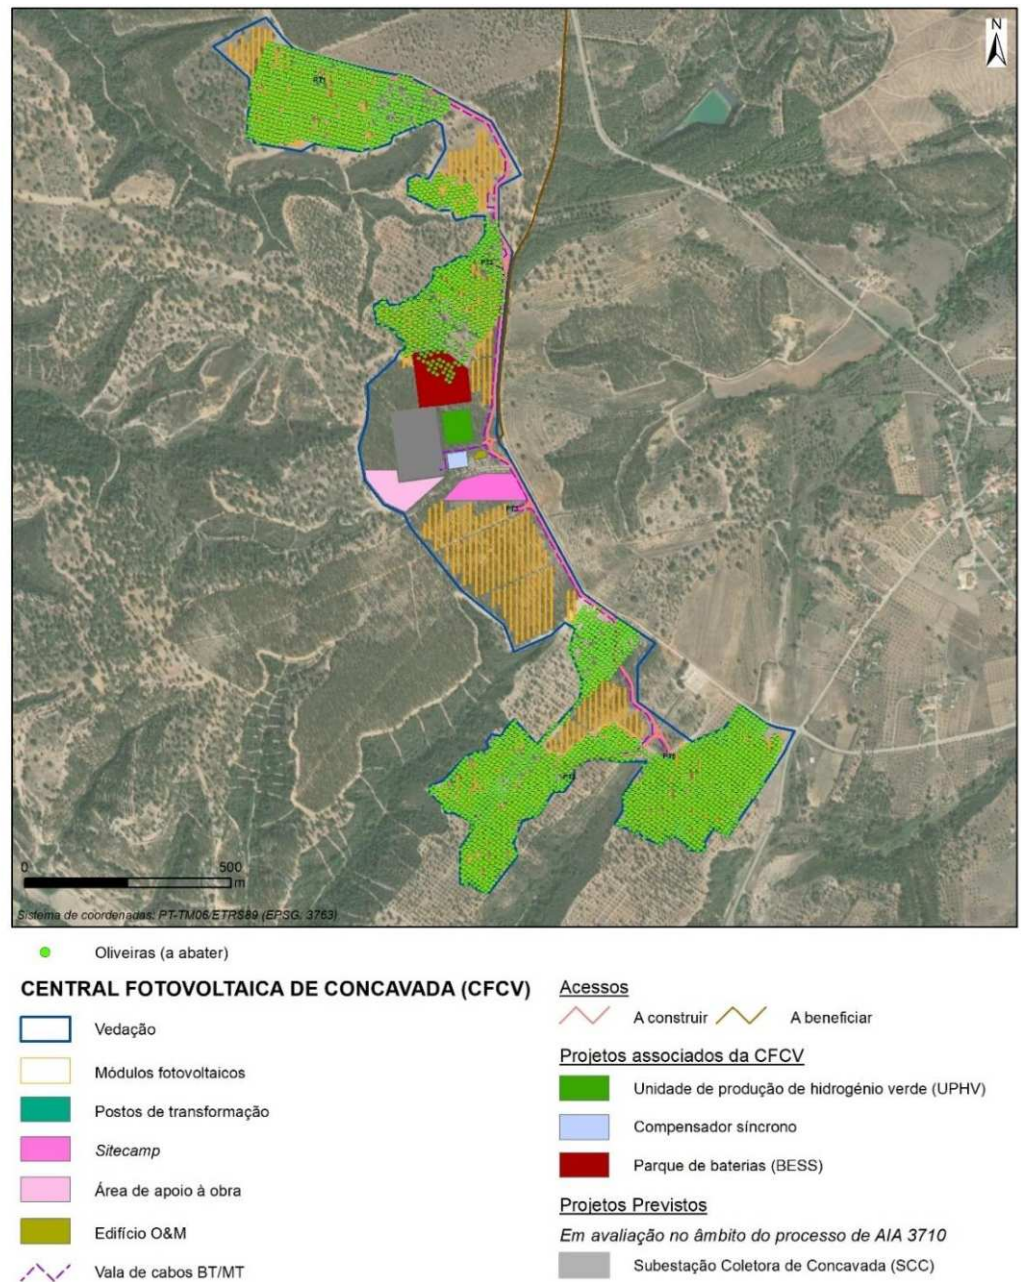 N
PT1
PT2
PT3
0 500
m
Sistema de coordenadas: PT-TM06/ETRS89 (EPSG. 3763)
Oliveiras (a abater)
CENTRAL FOTOVOLTAICA DE CONCAVADA (CFCV)
Vedação
Módulos fotovoltaicos
Postos de transformação
Sitecamp
Área de apoio à obra
Edifício O&M
Vala de cabos BT/MT
Acessos
A construir A beneficiar
Projetos associados da CFCV
Unidade de produção de hidrogénio verde (UPHV)
Compensador síncrono
Parque de baterias (BESS)
Projetos Previstos
Em avaliação no âmbito do processo de AIA 3710
Subestação Coletora de Concavada (SCC)